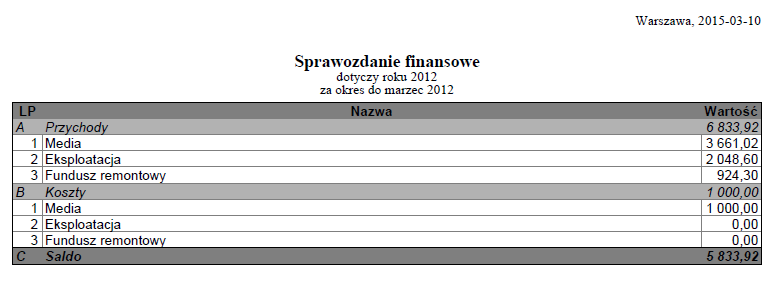 Warszawa, 2015-03-10
Sprawozdanie finansowe
dotyczy roku 2012
za okres do marzec 2012
LP Nazwa Wartość
A Przychody 6 833,92
1 Media 3 661,02
2 Eksploatacja 2 048,60
3 Fundusz remontowy 924,30
B Koszty 1 000,00
1 Media 1 000,00
2 Eksploatacja 0,00
3 Fundusz remontowy 0,00
C Saldo 5 833,92